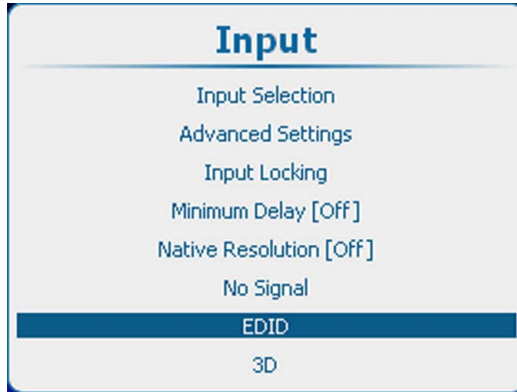 Input
Input Selection
Advanced Settings
Input Locking
Minimum Delay [Off]
Native Resolution [Off]
No Signal
EDID
3D